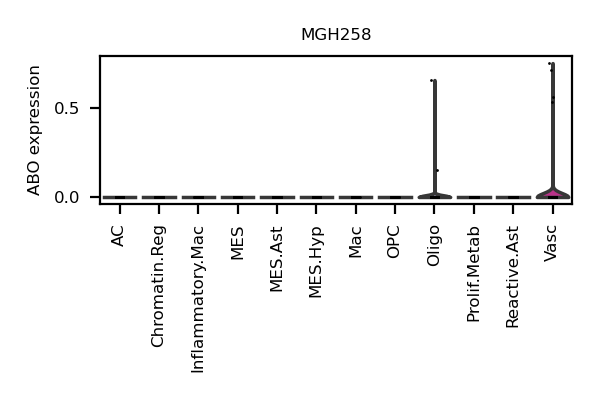 MGH258
ABO expression
0.5
0.0
AC
Chromatin.Reg
Inflammatory.Mac
MES
MES.Ast
MES.Hyp
Mac
OPC
Oligo
Prolif.Metab
Reactive.Ast
Vasc